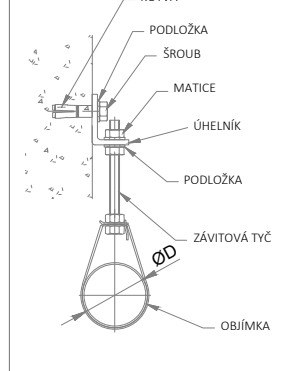 PODLOŽKA
ŠROUB
MATICE
ÚHELNÍK
PODLOŽKA
ZÁVITOVÁ TYČ
ØD
OBJÍMKA